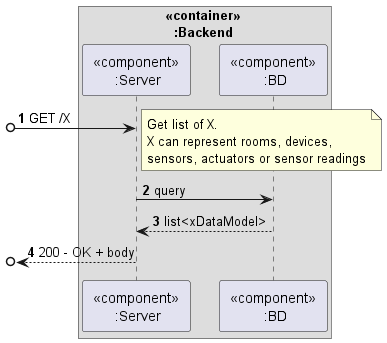 «container»
:Backend
«component»
:Server
«component»
:BD
1 GET /X
Get list of X.
X can represent rooms, devices,
sensors, actuators or sensor readings
2 query
3 list<xDataModel>
4 200 - OK + body
«component»
:Server
«component»
:BD